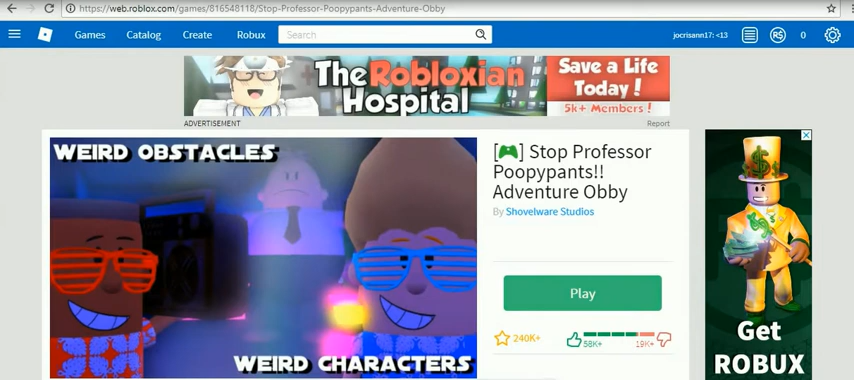 https://web.roblox.com/games/816548118/Stop-Professor-Poopypants-Adventure-Obby
Games Catalog Create Robux Search jocrisann17: <13 R$ 0
The Robloxian
Hospital
Save a Life
Today!
5k+ Members!
ADVERTISEMENT Report
WEIRD OBSTACLES
WEIRD CHARACTERS
[🎮] Stop Professor
Poopypants!!
Adventure Obby
By Shovelware Studios
Play
240K+ 58K+ 19K+
Get
ROBUX